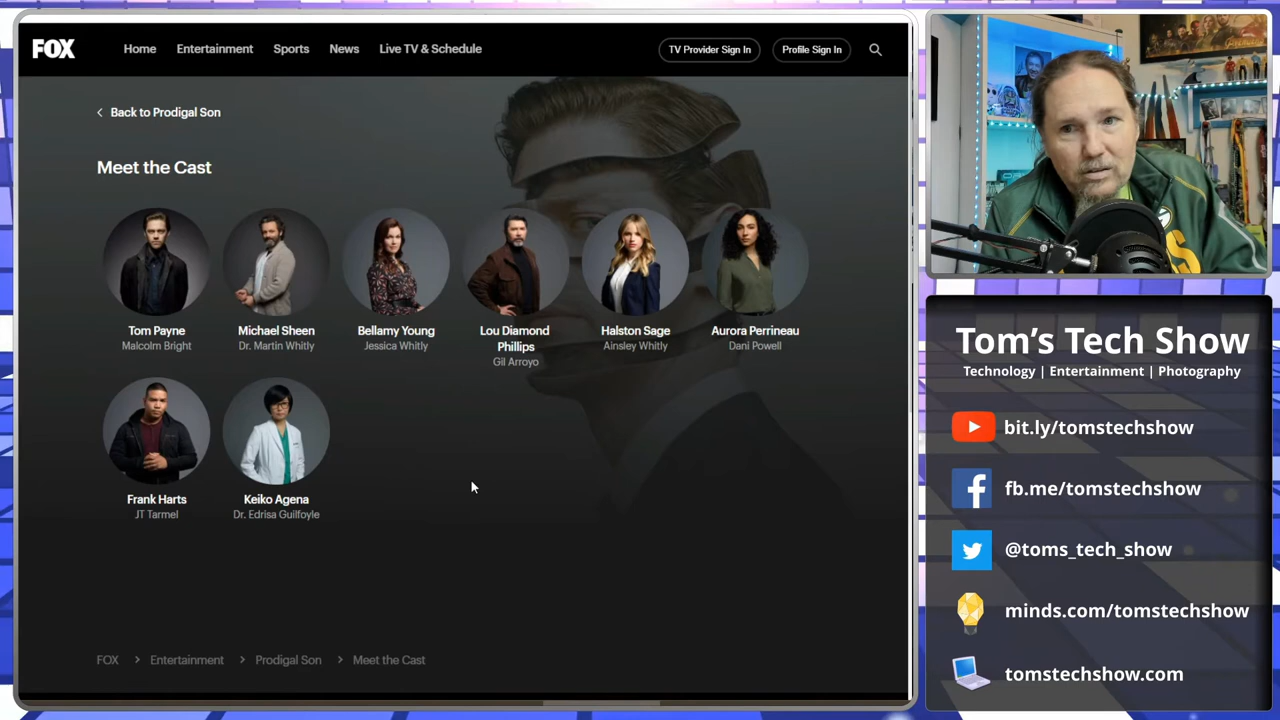 FOX
Home Entertainment Sports News Live TV & Schedule TV Provider Sign In Profile Sign In
Back to Prodigal Son
Meet the Cast
Tom Payne
Malcolm Bright
Michael Sheen
Dr. Martin Whitly
Bellamy Young
Jessica Whitly
Lou Diamond
Phillips
Gil Arroyo
Halston Sage
Ainsley Whitly
Aurora Perrineau
Dani Powell
Frank Harts
JT Tarmel
Keiko Agena
Dr. Edrisa Guilfoyle
FOX > Entertainment > Prodigal Son > Meet the Cast
Tom's Tech Show
Technology | Entertainment | Photography
bit.ly/tomstechshow
fb.me/tomstechshow
@toms_tech_show
minds.com/tomstechshow
tomstechshow.com